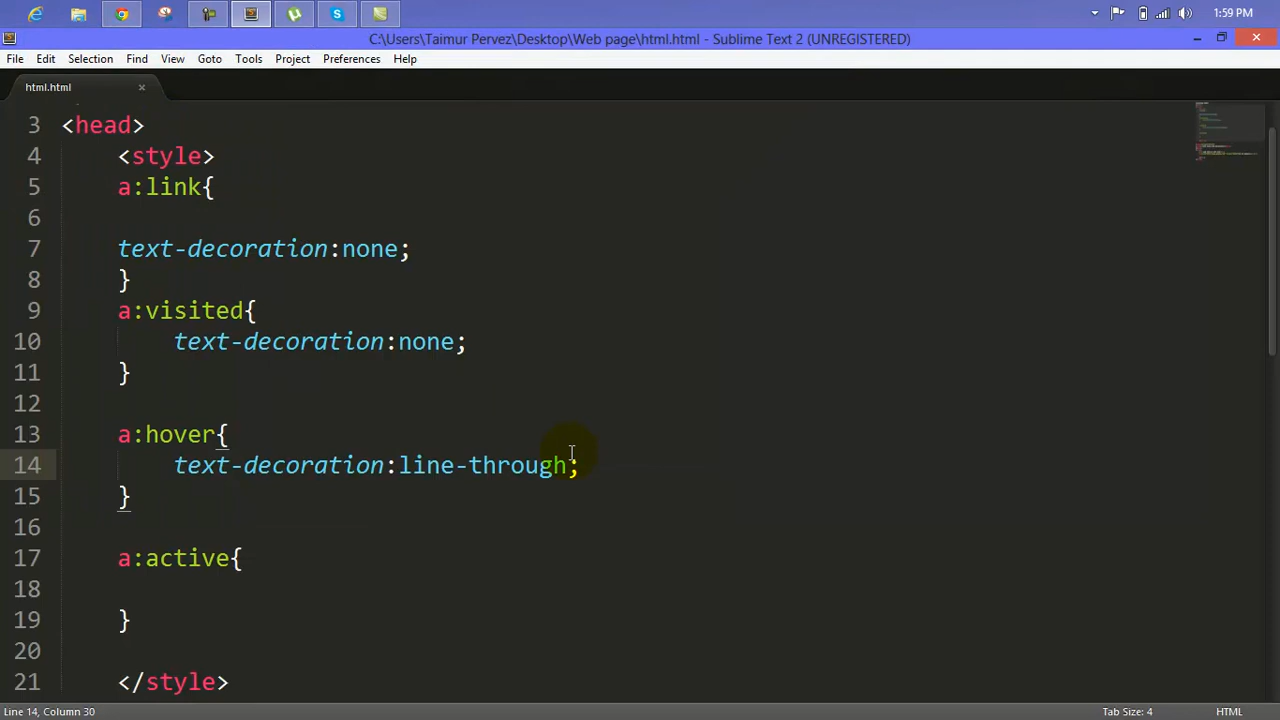 1:59 PM
C:\Users\Taimur Pervez\Desktop\Web page\html.html - Sublime Text 2 (UNREGISTERED)
File Edit Selection Find View Goto Tools Project Preferences Help
html.html ×
3 <head>
4 <style>
5 a:link{
6
7 text-decoration:none;
8 }
9 a:visited{
10 text-decoration:none;
11 }
12
13 a:hover{
14 text-decoration:line-through;
15 }
16
17 a:active{
18
19 }
20
21 </style>
Line 14, Column 30 Tab Size: 4 HTML